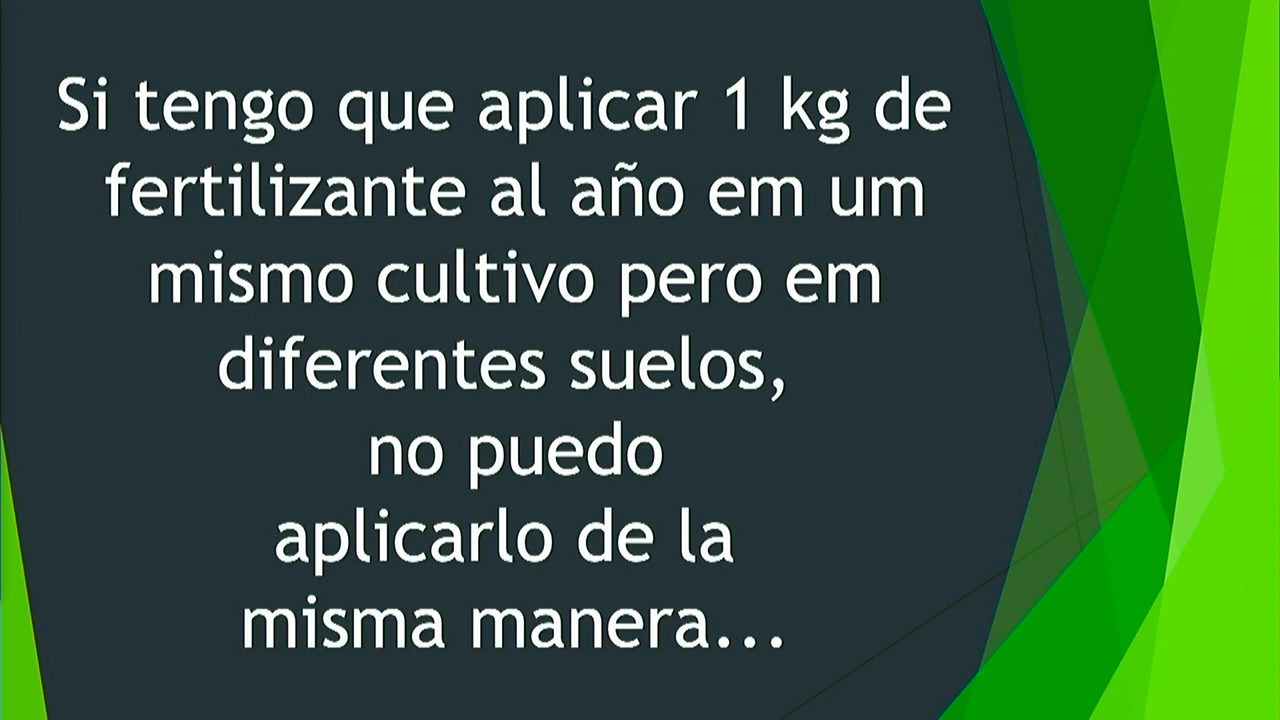 Si tengo que aplicar 1 kg de
fertilizante al año em um
mismo cultivo pero em
diferentes suelos,
no puedo
aplicarlo de la
misma manera...